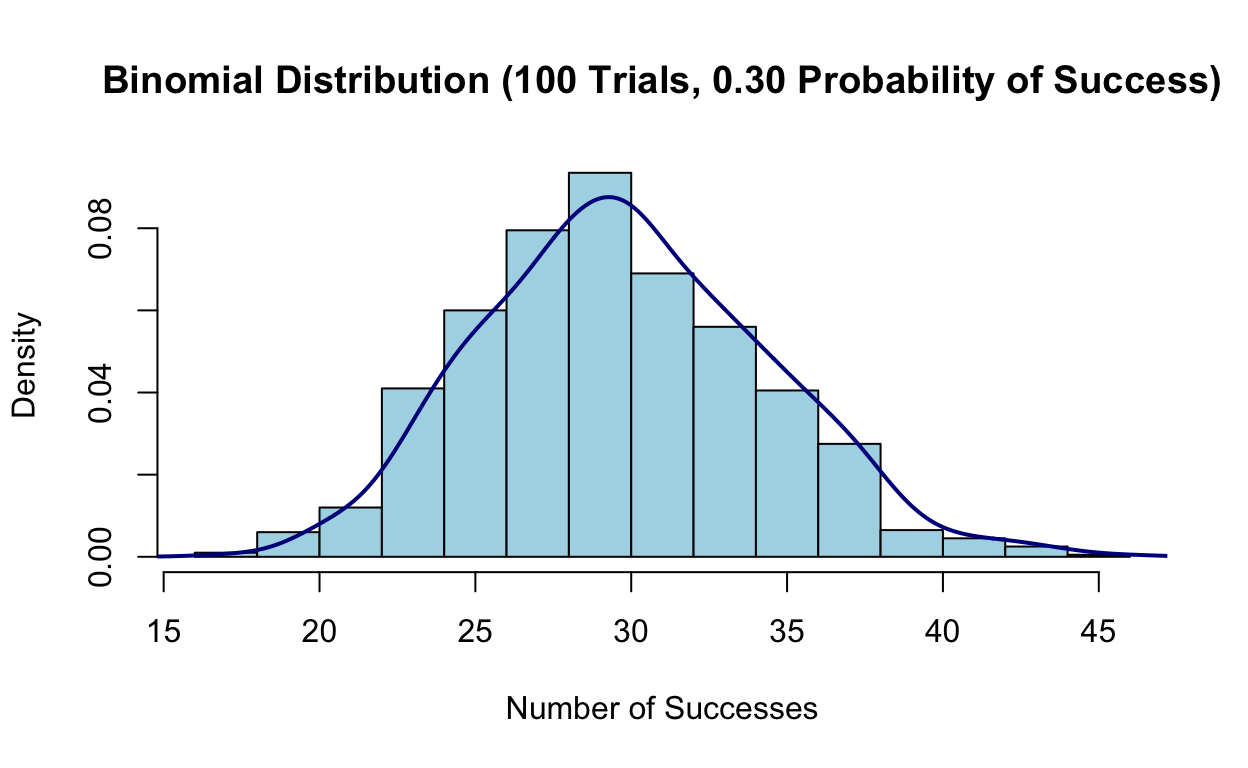 Binomial Distribution (100 Trials, 0.30 Probability of Success)
Density
0.08
0.04
0.00
15 20 25 30 35 40 45
Number of Successes